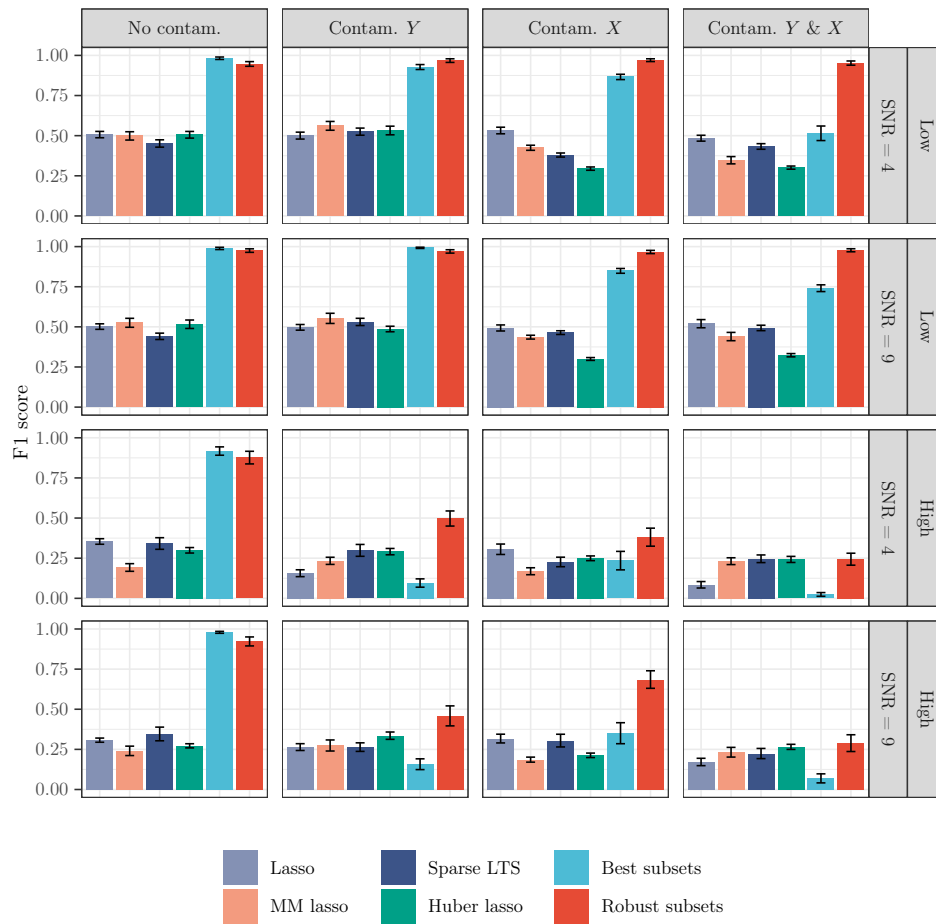 No contam.
Contam. Y
Contam. X
Contam. Y & X
F1 score
1.00
0.75
0.50
0.25
0.00
SNR = 4
Low
1.00
0.75
0.50
0.25
0.00
SNR = 9
Low
1.00
0.75
0.50
0.25
0.00
SNR = 4
High
1.00
0.75
0.50
0.25
0.00
SNR = 9
High
Lasso
Sparse LTS
Best subsets
MM lasso
Huber lasso
Robust subsets